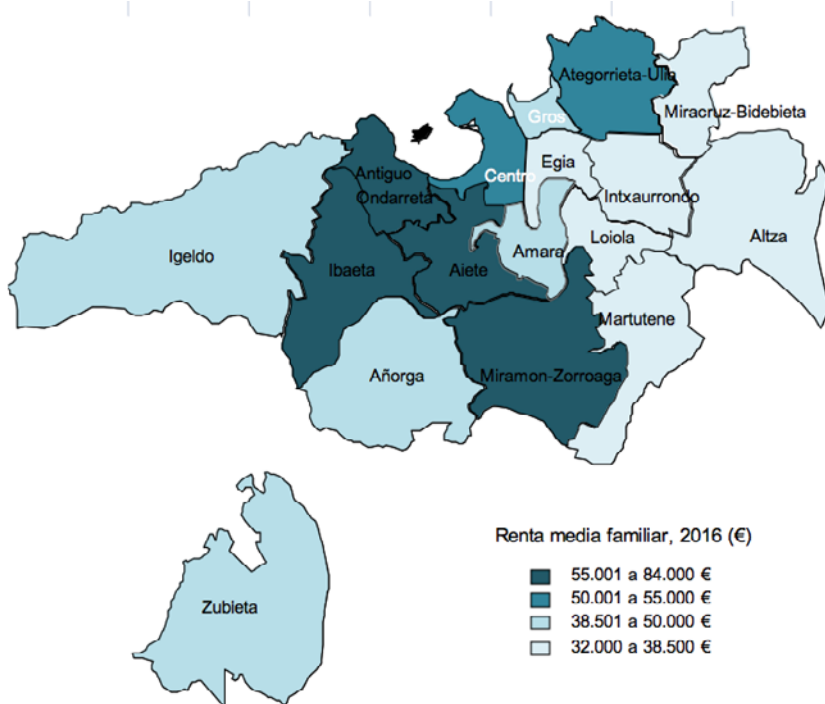 Ategorrieta-Ulia
Miracruz-Bidebieta
Gros
Egia
Antiguo
Ondarreta
Centro
Intxaurrondo
Igeldo
Ibaeta
Aiete
Amara
Loiola
Altza
Martutene
Añorga
Miramon-Zorroaga
Zubieta
Renta media familiar, 2016 (€)
55.001 a 84.000 €
50.001 a 55.000 €
38.501 a 50.000 €
32.000 a 38.500 €